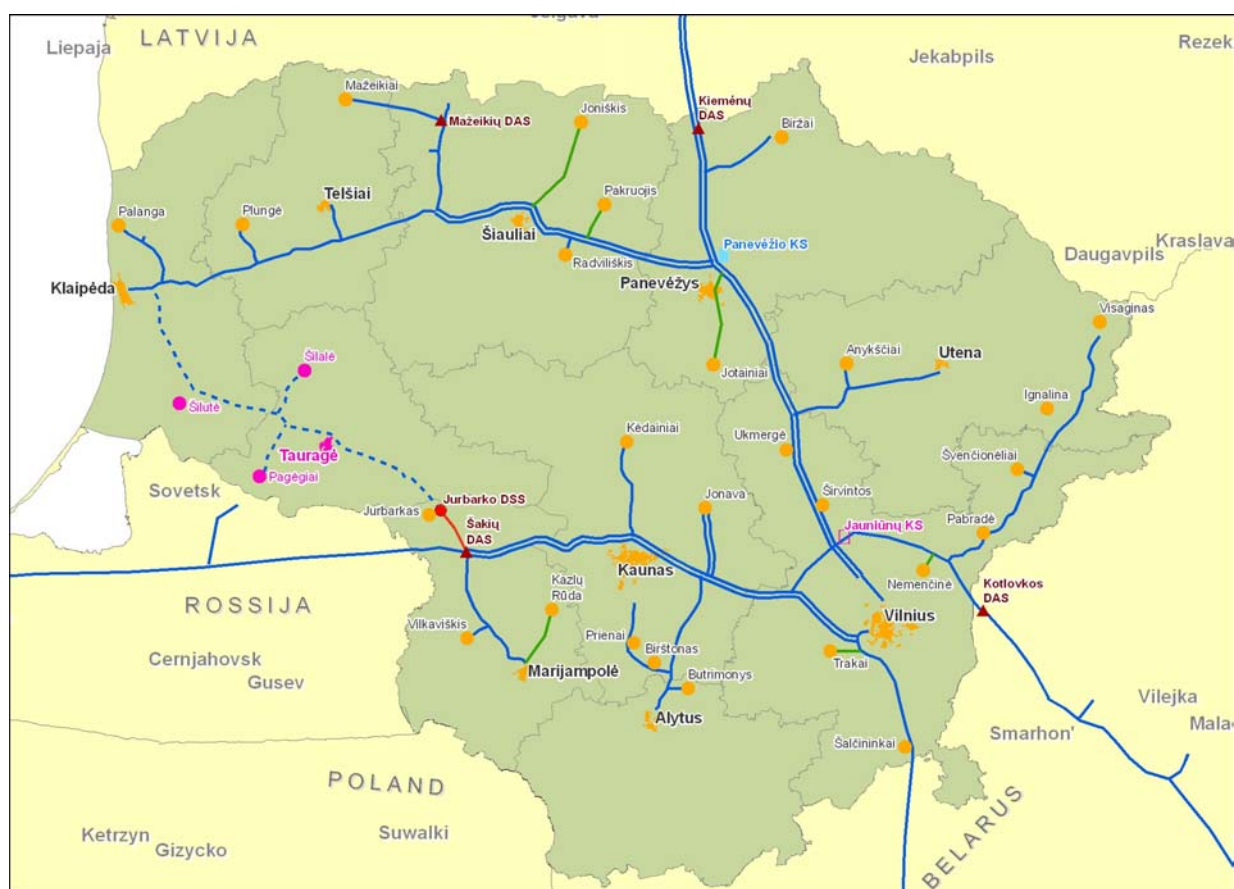 Jelgava
LATVIJA
Liepaja
Rezek
Jekabpils
Mažeikiai
Kiemėnų
DAS
Joniškis
Mažeikių DAS
Biržai
Telšiai
Pakruojis
Palanga
Plungė
Šiauliai
Panevėžio KS
Kraslava
Daugavpils
Radviliškis
Klaipėda
Panevėžys
Visaginas
Anykščiai
Utena
Šilalė
Jotainiai
Ignalina
Šilutė
Kėdainiai
Ukmergė
Tauragė
Švenčionėliai
Pagėgiai
Sovetsk
Jonava
Jurbarko DSS
Širvintos
Jurbarkas
Šakių
DAS
Jauniūnų KS
Pabradė
Kaunas
Nemenčinė
Kotlovkos
DAS
Kazlų
Rūda
ROSSIJA
Vilnius
Vilkaviškis
Prienai
Birštonas
Cernjahovsk
Trakai
Gusev
Marijampolė
Butrimonys
Vilejka
Alytus
Smarhon'
Mala
Šalčininkai
POLAND
BELARUS
Suwalki
Ketrzyn
Gizycko